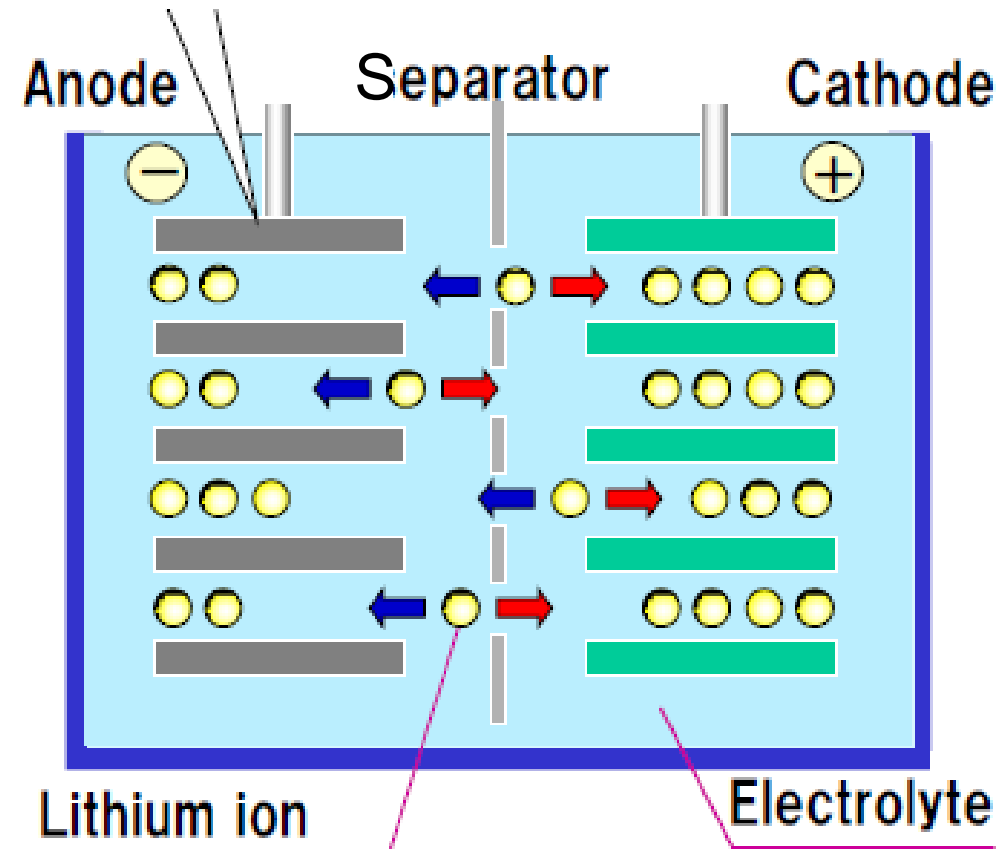 Anode
Separator
Cathode
−
+
Lithium ion
Electrolyte